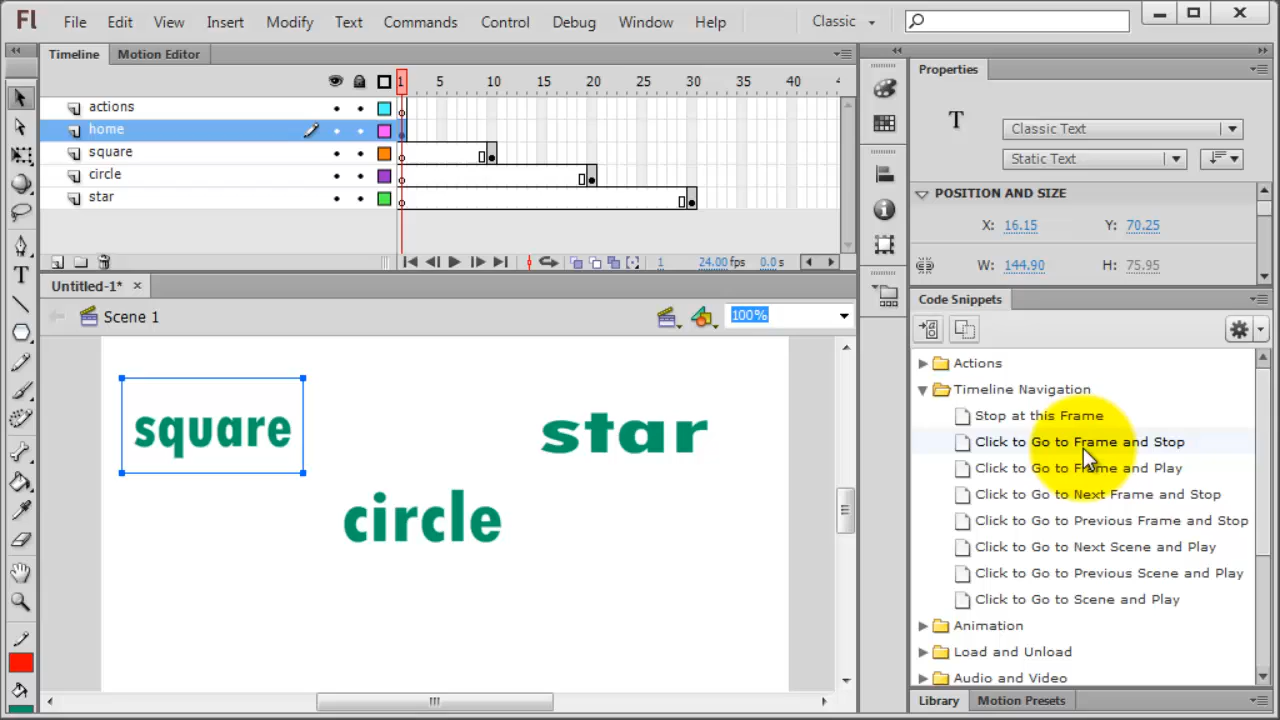 Fl File Edit View Insert Modify Text Commands Control Debug Window Help Classic
Timeline Motion Editor
1 5 10 15 20 25 30 35 40
actions
home
square
circle
star
1 24.00 fps 0.0 s
Untitled-1* ×
Scene 1 100%
square
star
circle
Properties
T Classic Text
Static Text
POSITION AND SIZE
X: 16.15 Y: 70.25
W: 144.90 H: 75.95
Code Snippets
Actions
Timeline Navigation
Stop at this Frame
Click to Go to Frame and Stop
Click to Go to Frame and Play
Click to Go to Next Frame and Stop
Click to Go to Previous Frame and Stop
Click to Go to Next Scene and Play
Click to Go to Previous Scene and Play
Click to Go to Scene and Play
Animation
Load and Unload
Audio and Video
Library Motion Presets